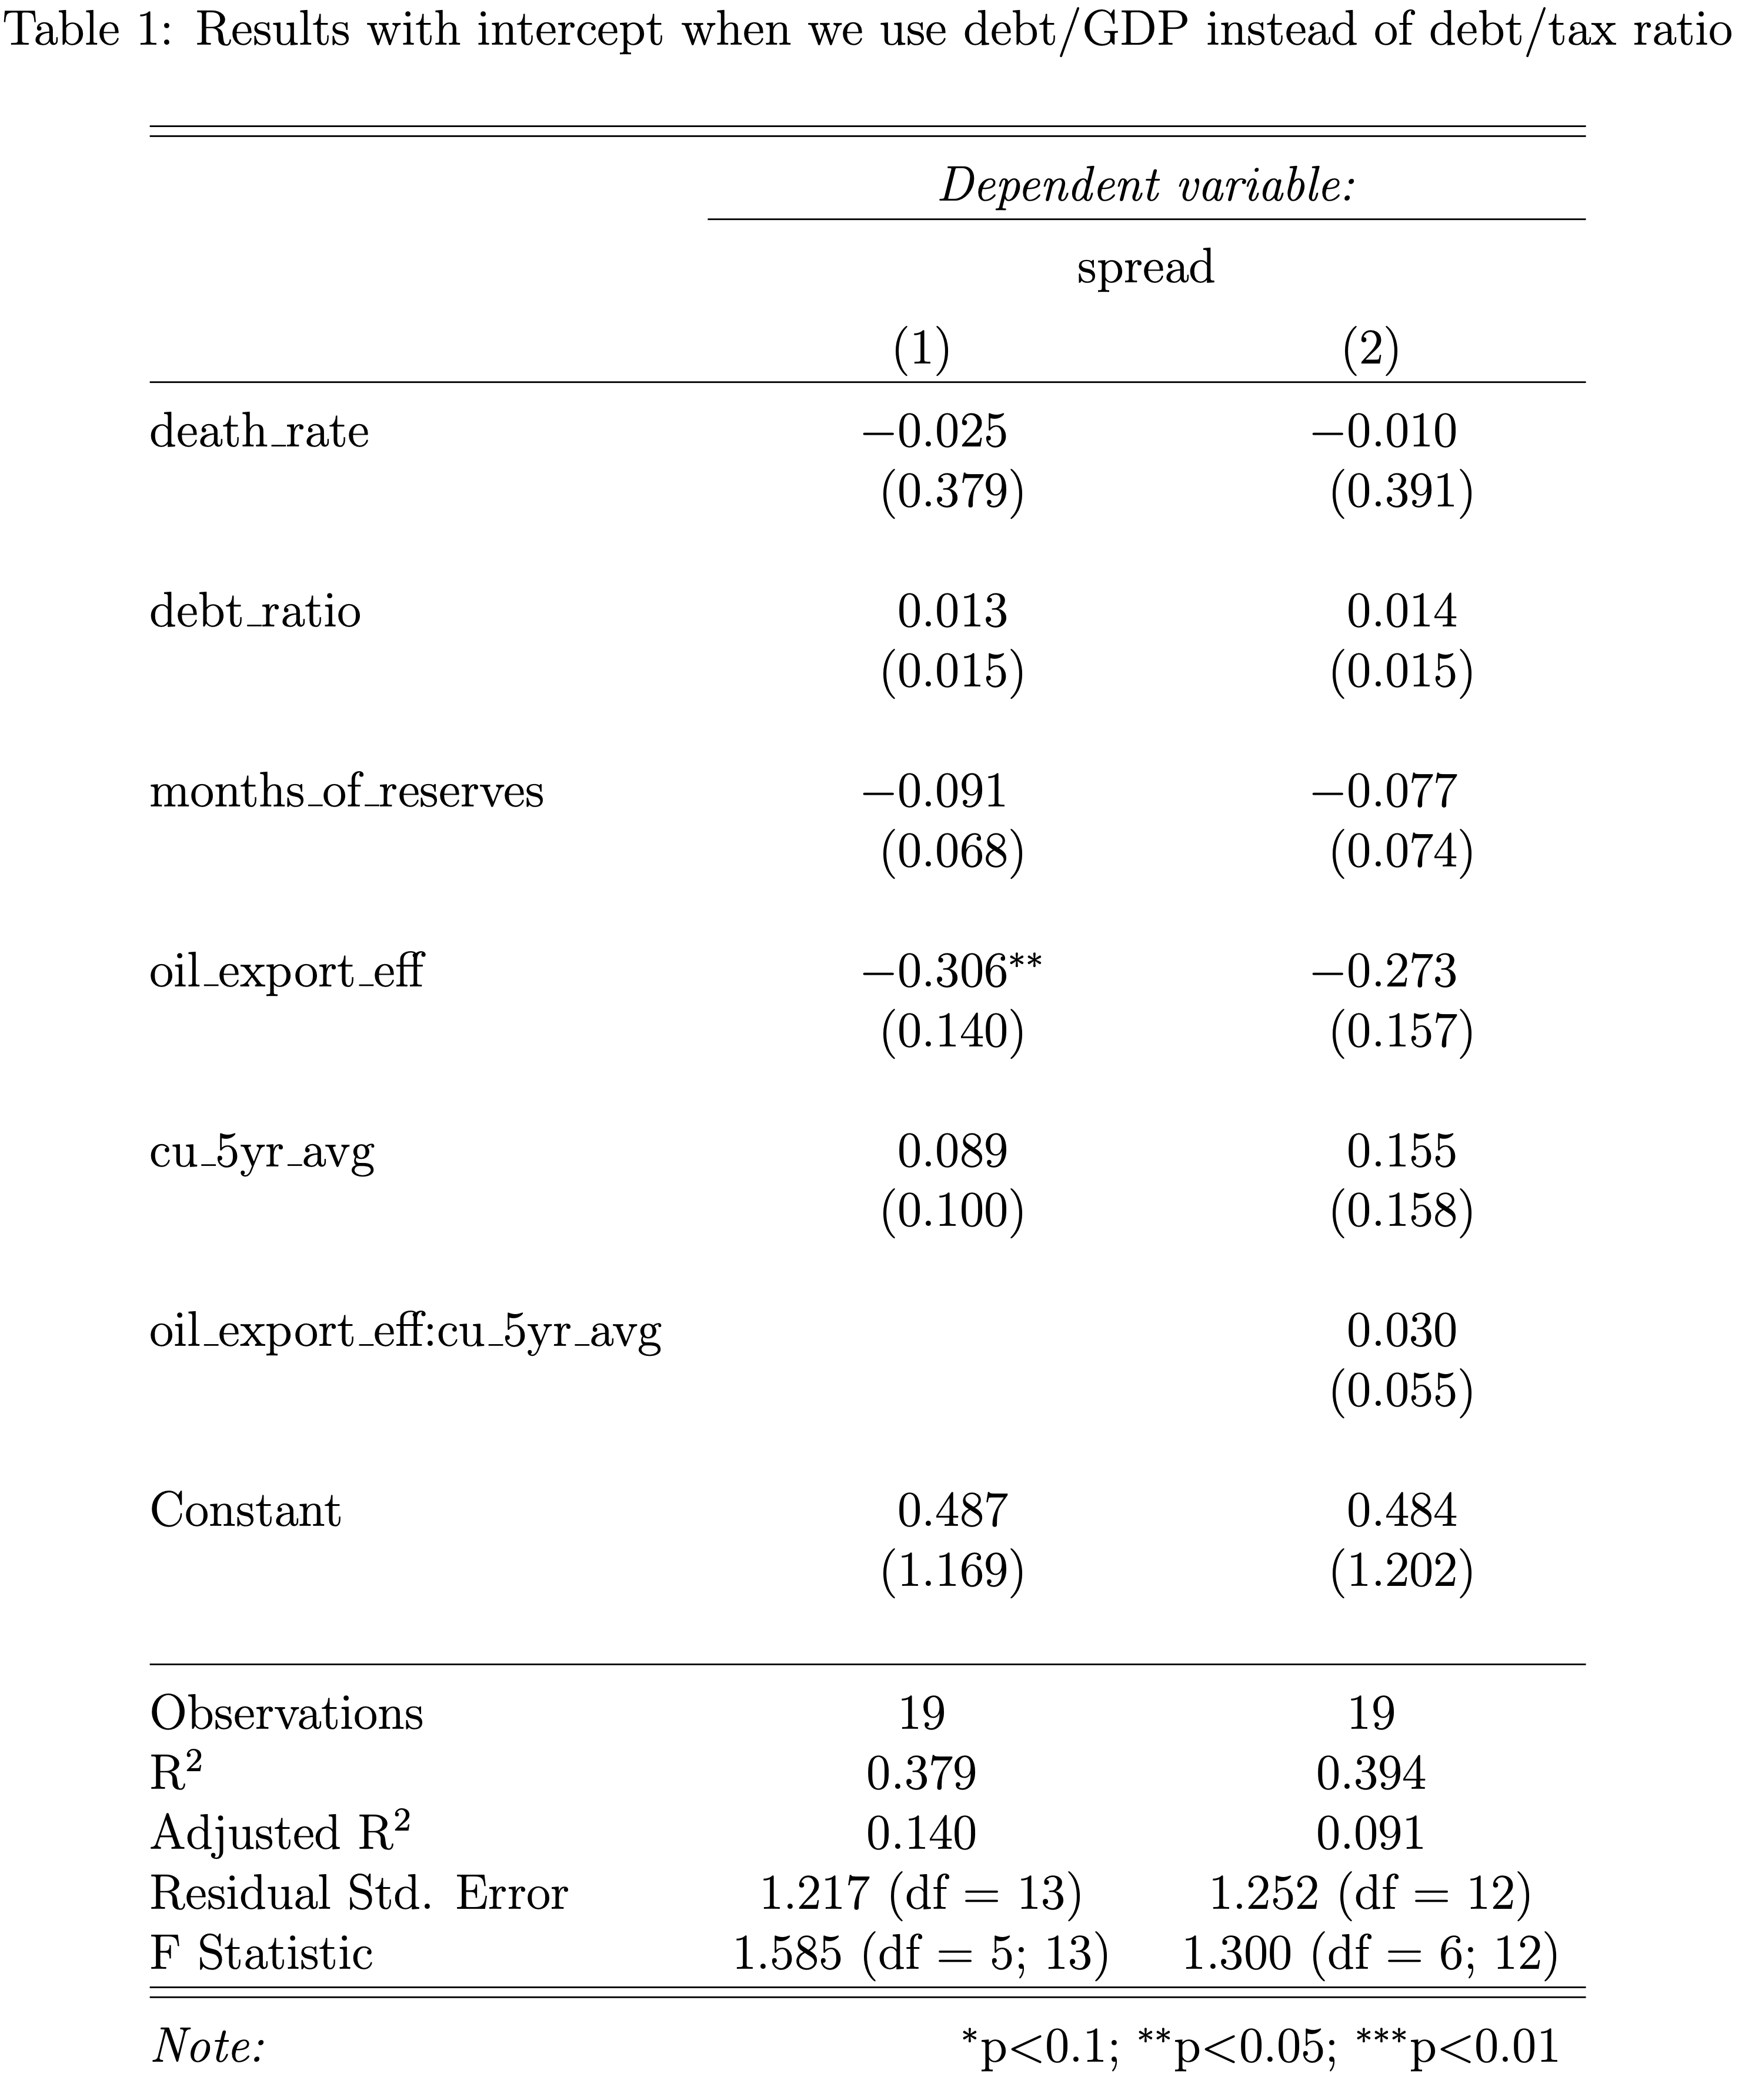 Table 1: Results with intercept when we use debt/GDP instead of debt/tax ratio
Dependent variable:
spread
(1) (2)
death_rate −0.025 −0.010
(0.379) (0.391)
debt_ratio 0.013 0.014
(0.015) (0.015)
months_of_reserves −0.091 −0.077
(0.068) (0.074)
oil_export_eff −0.306** −0.273
(0.140) (0.157)
cu_5yr_avg 0.089 0.155
(0.100) (0.158)
oil_export_eff:cu_5yr_avg 0.030
(0.055)
Constant 0.487 0.484
(1.169) (1.202)
Observations 19 19
R² 0.379 0.394
Adjusted R² 0.140 0.091
Residual Std. Error 1.217 (df = 13) 1.252 (df = 12)
F Statistic 1.585 (df = 5; 13) 1.300 (df = 6; 12)
Note: *p<0.1; **p<0.05; ***p<0.01